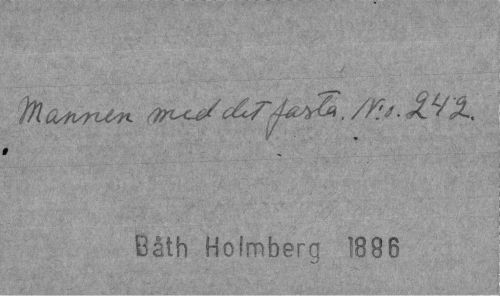 Mannen med det fasta. N:o. 242.
Båth Holmberg 1886